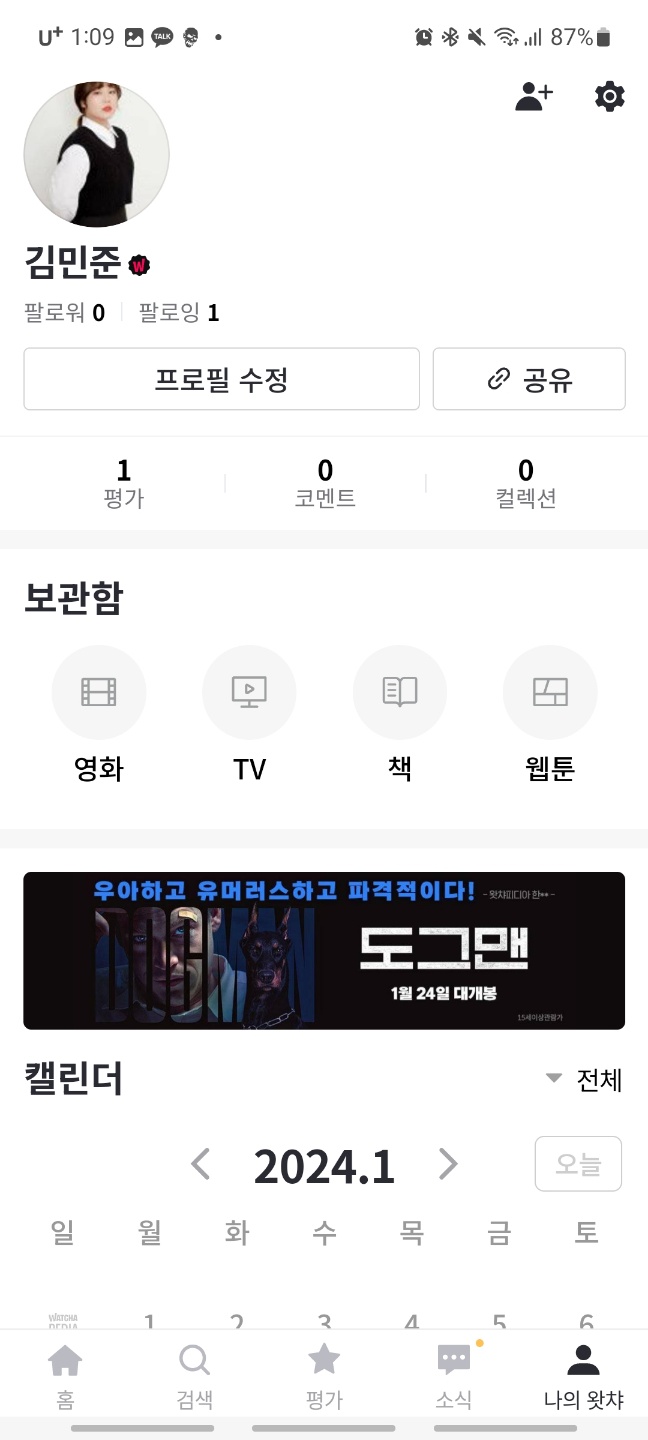 U+ 1:09 TALK 87%
김민준 W
팔로워 0 팔로잉 1
프로필 수정 공유
1 0 0
평가 코멘트 컬렉션
보관함
영화 TV 책 웹툰
우아하고 유머러스하고 파격적이다! -왓챠피디아 한**-
DOGMAN
도그맨
1월 24일 대개봉
15세이상관람가
캘린더 전체
2024.1 오늘
일 월 화 수 목 금 토
WATCHA PEDIA 1 2 3 4 5 6
홈 검색 평가 소식 나의 왓챠